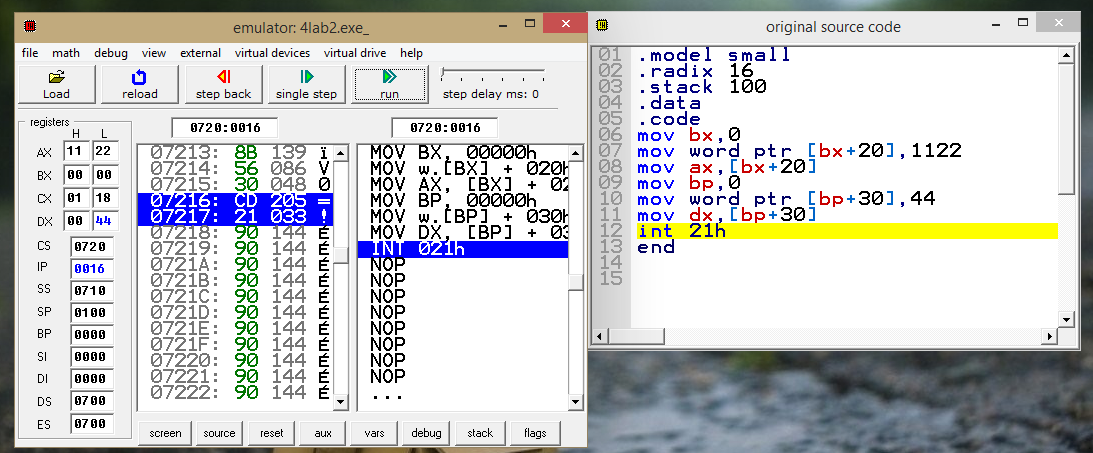 emulator: 4lab2.exe_
file math debug view external virtual devices virtual drive help
Load reload step back single step run step delay ms: 0
registers 0720:0016 0720:0016
H L
AX 11 22
BX 00 00
CX 01 18
DX 00 44
CS 0720
IP 0016
SS 0710
SP 0100
BP 0000
SI 0000
DI 0000
DS 0700
ES 0700
07213: 8B 139 ï
07214: 56 086 V
07215: 30 048 0
07216: CD 205 =
07217: 21 033 !
07218: 90 144 É
07219: 90 144 É
0721A: 90 144 É
0721B: 90 144 É
0721C: 90 144 É
0721D: 90 144 É
0721E: 90 144 É
0721F: 90 144 É
07220: 90 144 É
07221: 90 144 É
07222: 90 144 É
MOV BX, 00000h
MOV w.[BX] + 020h
MOV AX, [BX] + 02
MOV BP, 00000h
MOV w.[BP] + 030h
MOV DX, [BP] + 03
INT 021h
NOP
NOP
NOP
NOP
NOP
NOP
NOP
NOP
...
screen source reset aux vars debug stack flags
original source code
01 .model small
02 .radix 16
03 .stack 100
04 .data
05 .code
06 mov bx,0
07 mov word ptr [bx+20],1122
08 mov ax,[bx+20]
09 mov bp,0
10 mov word ptr [bp+30],44
11 mov dx,[bp+30]
12 int 21h
13 end
14
15